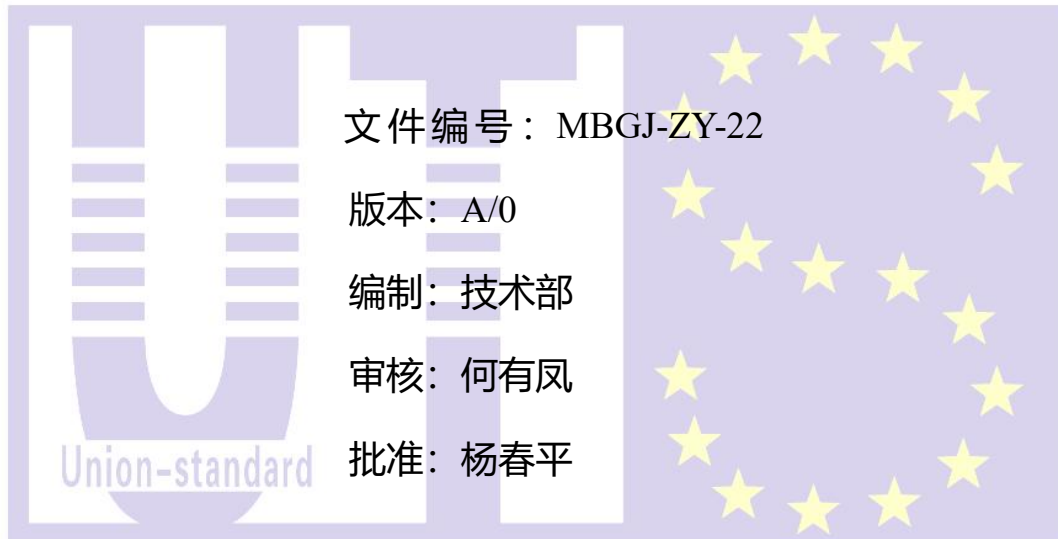 文件编号：MBGJ-ZY-22
版本：A/0
编制：技术部
审核：何有凤
批准：杨春平
Union-standard